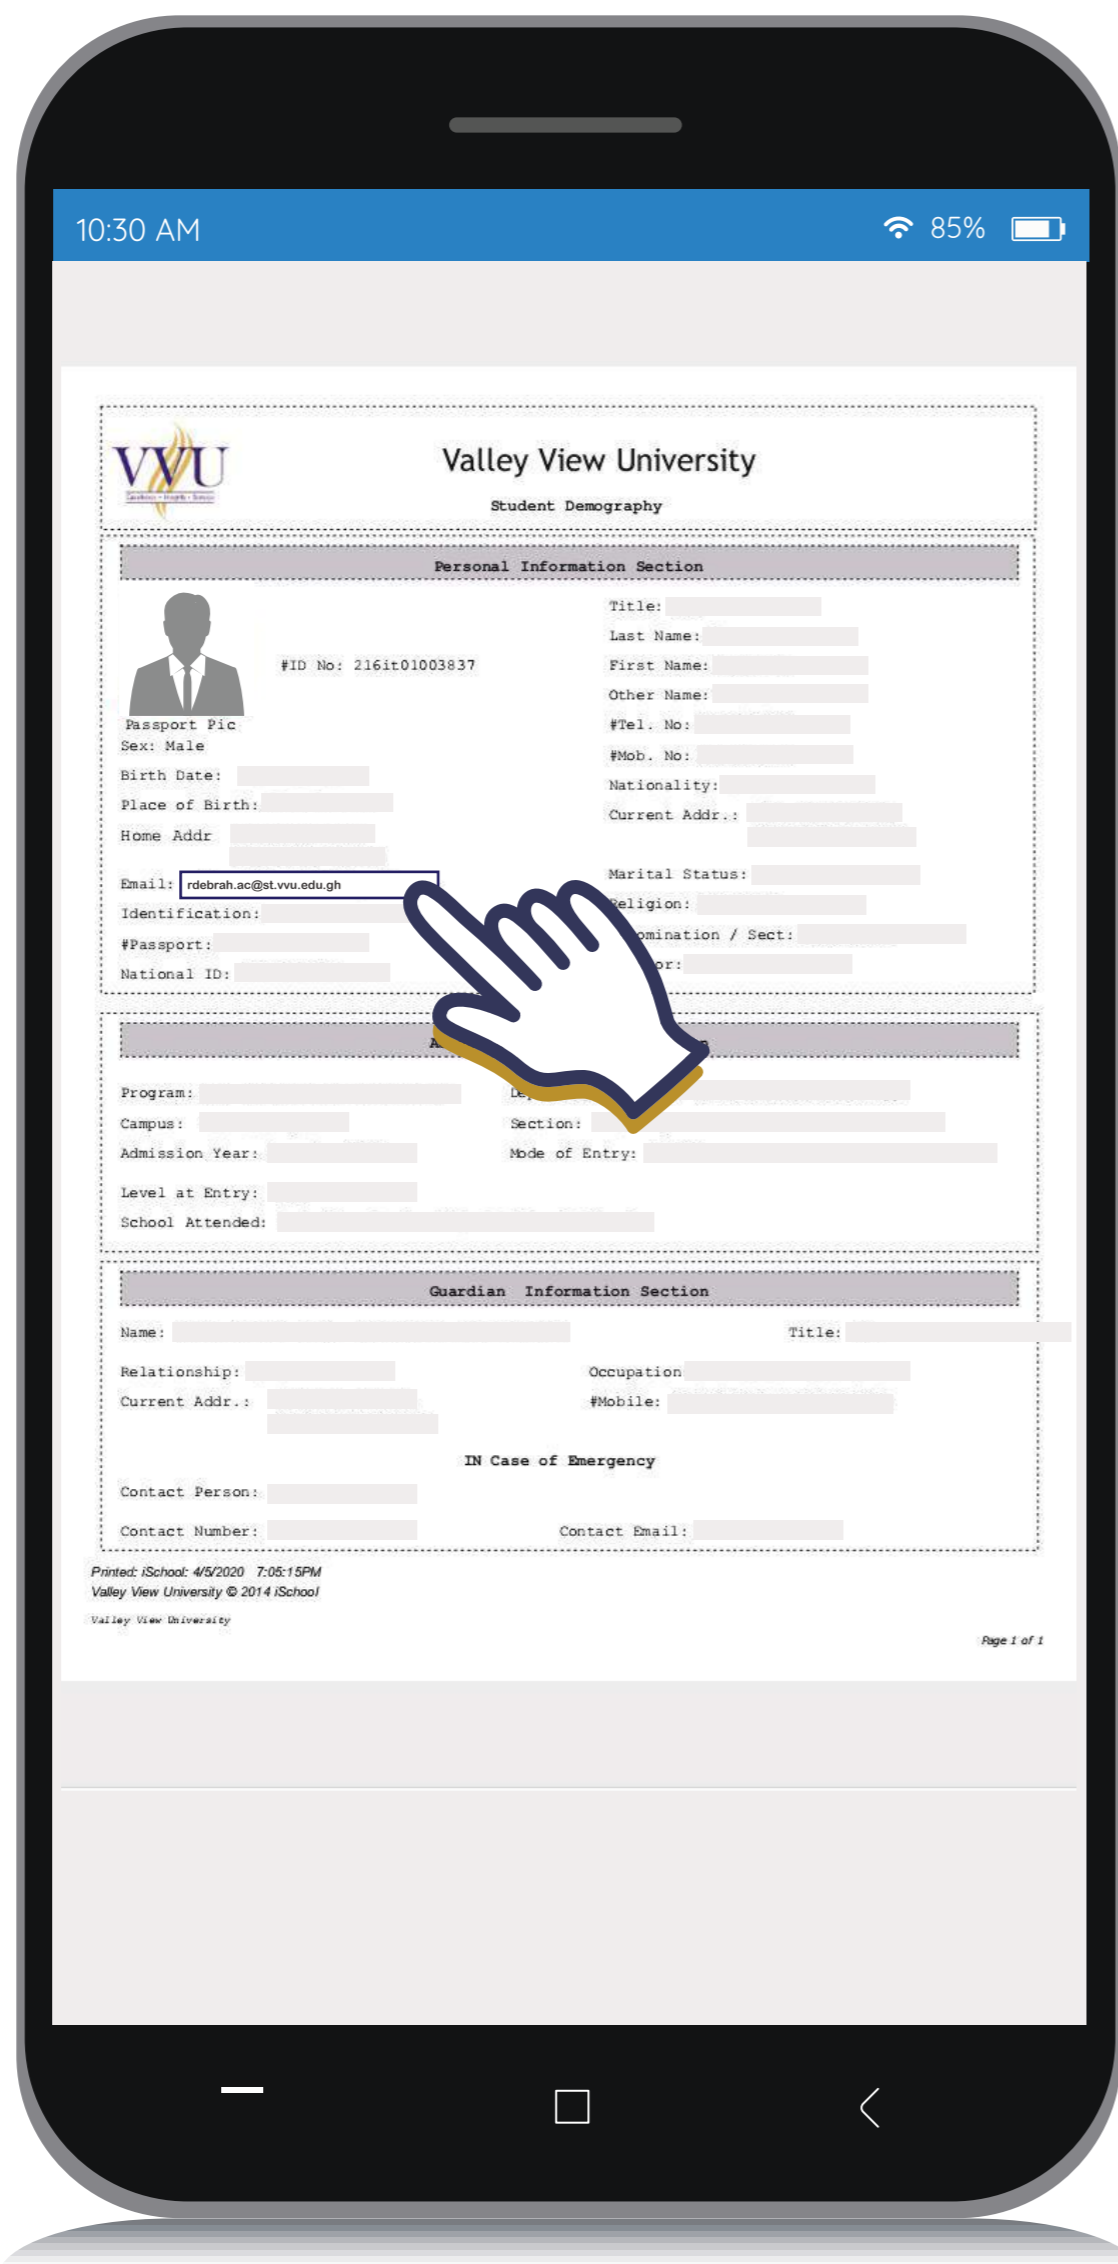 10:30 AM
85%
VVU
Excellence • Integrity • Service
Valley View University
Student Demography
Personal Information Section
#ID No: 216it01003837
Passport Pic
Sex: Male
Birth Date:
Place of Birth:
Home Addr
Email: rdebrah.ac@st.vvu.edu.gh
Identification:
#Passport:
National ID:
Title:
Last Name:
First Name:
Other Name:
#Tel. No:
#Mob. No:
Nationality:
Current Addr.:
Marital Status:
Religion:
/ Sect:
Program:
Campus:
Section:
Admission Year:
Mode of Entry:
Level at Entry:
School Attended:
Guardian Information Section
Name:
Title:
Relationship:
Occupation
Current Addr.:
#Mobile:
IN Case of Emergency
Contact Person:
Contact Number:
Contact Email:
Printed: iSchool: 4/5/2020 7:05:15PM
Valley View University © 2014 iSchool
Valley View University
Page 1 of 1